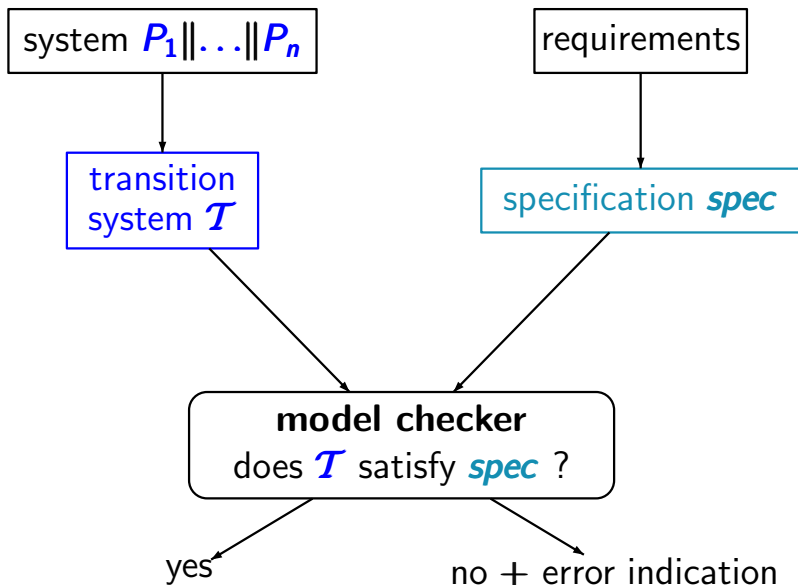 system P₁‖...‖Pₙ
requirements
transition
system 𝒯
specification spec
model checker
does 𝒯 satisfy spec ?
yes
no + error indication